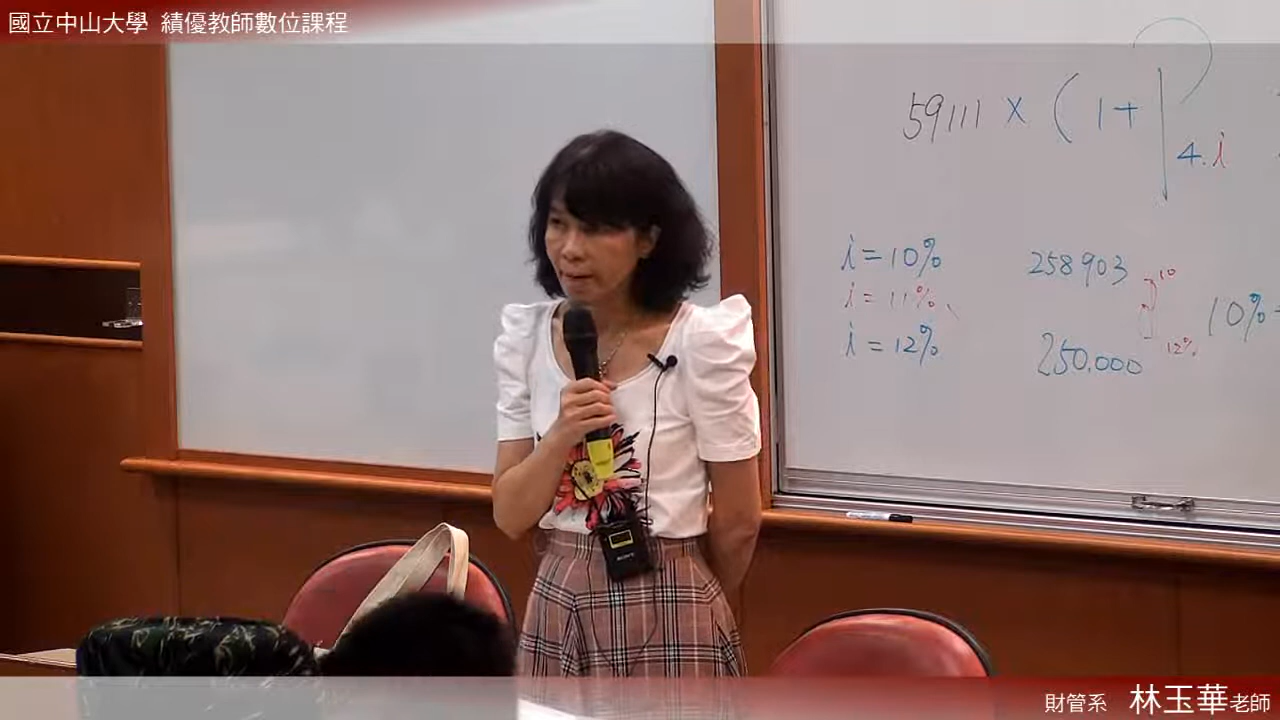 國立中山大學 績優教師數位課程
59111 × ( 1 + P 4.i
i = 10% 258903 10
i = 11%
10%
i = 12% 250.000 12%
SONY
財管系 林玉華老師